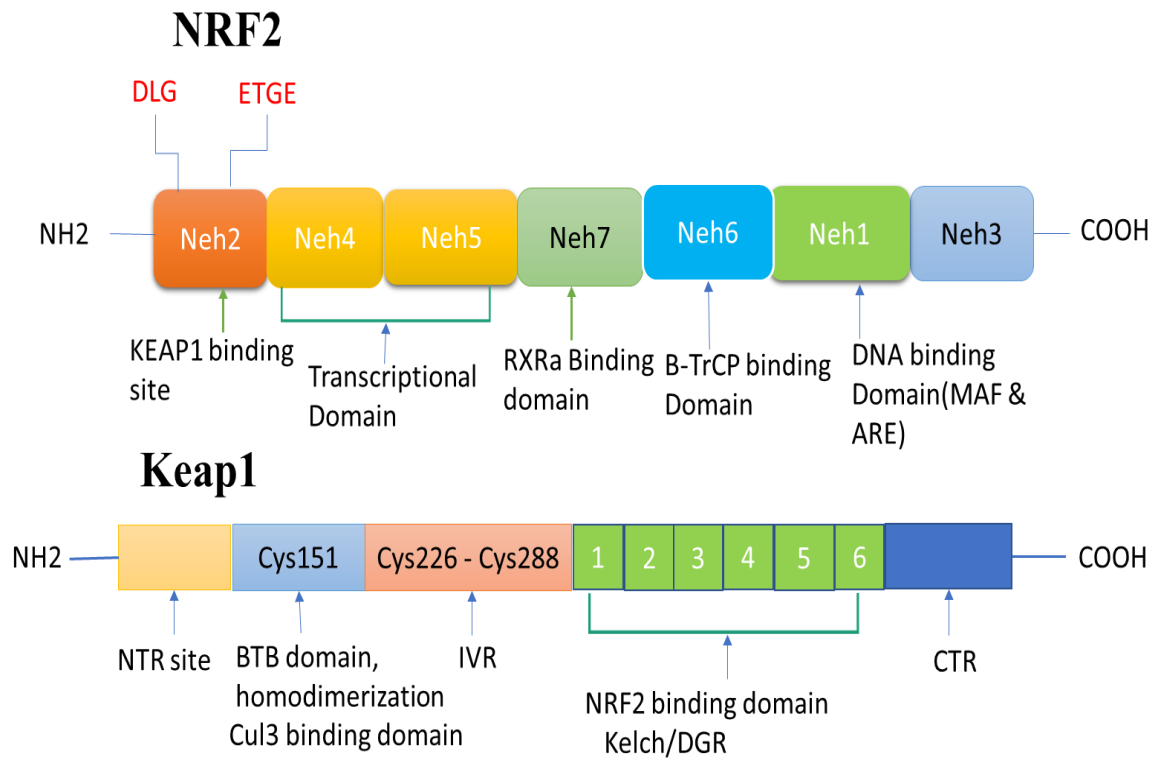 NRF2
DLG
ETGE
NH2
Neh2
Neh4
Neh5
Neh7
Neh6
Neh1
Neh3
COOH
KEAP1 binding
site
Transcriptional
Domain
RXRa Binding
domain
B-TrCP binding
Domain
DNA binding
Domain(MAF &
ARE)
Keap1
NH2
Cys151
Cys226 - Cys288
1
2
3
4
5
6
COOH
NTR site
BTB domain,
homodimerization
Cul3 binding domain
IVR
NRF2 binding domain
Kelch/DGR
CTR